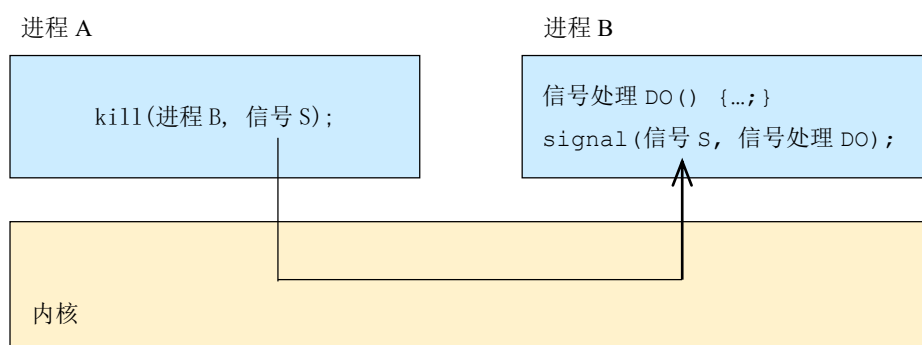 进程 A
进程 B
kill(进程 B, 信号 S);
信号处理 DO() {…;}
signal(信号 S, 信号处理 DO);
内核